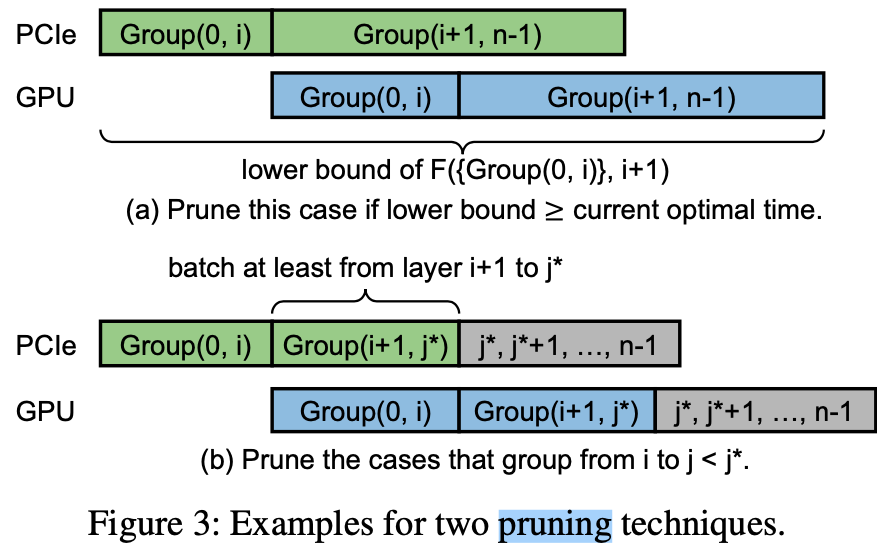 PCIe Group(0, i) Group(i+1, n-1)
GPU Group(0, i) Group(i+1, n-1)
lower bound of F({Group(0, i)}, i+1)
(a) Prune this case if lower bound ≥ current optimal time.
batch at least from layer i+1 to j*
PCIe Group(0, i) Group(i+1, j*) j*, j*+1, …, n-1
GPU Group(0, i) Group(i+1, j*) j*, j*+1, …, n-1
(b) Prune the cases that group from i to j < j*.
Figure 3: Examples for two pruning techniques.